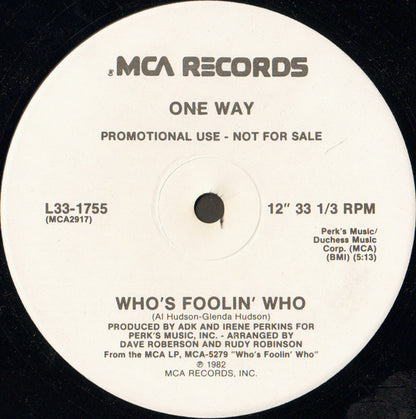 MCA RECORDS
ONE WAY
PROMOTIONAL USE - NOT FOR SALE
L33-1755
(MCA2917)
12" 33 1/3 RPM
Perk's Music/
Duchess Music
Corp. (MCA)
(BMI) (5:13)
WHO'S FOOLIN' WHO
(Al Hudson-Glenda Hudson)
PRODUCED BY ADK AND IRENE PERKINS FOR
PERK'S MUSIC, INC. - ARRANGED BY
DAVE ROBERSON AND RUDY ROBINSON
From the MCA LP, MCA-5279 "Who's Foolin' Who"
℗ 1982
MCA RECORDS, INC.